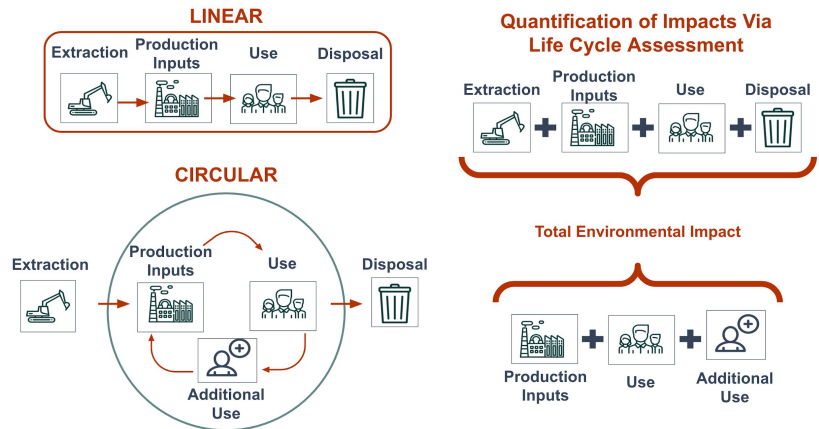 LINEAR
Extraction
Production
Inputs
Use
Disposal
CIRCULAR
Extraction
Production
Inputs
Use
Disposal
Additional
Use
Quantification of Impacts Via
Life Cycle Assessment
Extraction
Production
Inputs
Use
Disposal
Total Environmental Impact
Production
Inputs
Use
Additional
Use